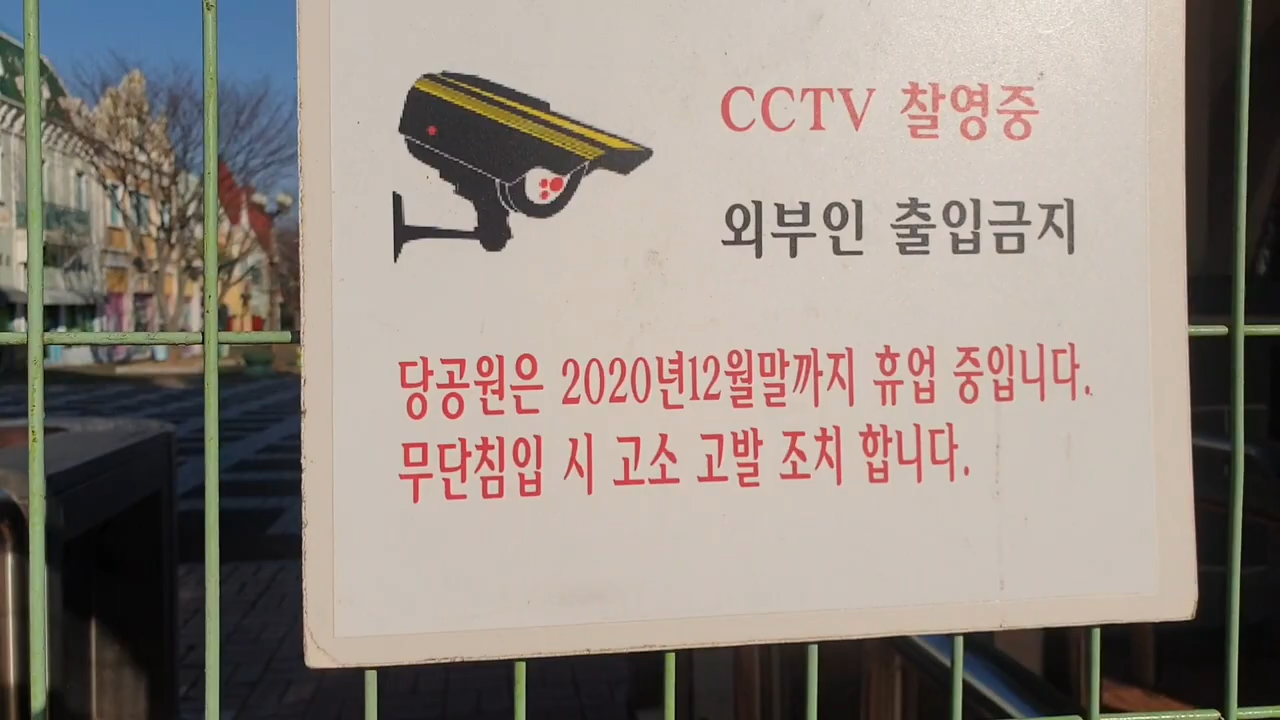 CCTV 촬영중
외부인 출입금지
당공원은 2020년12월말까지 휴업 중입니다.
무단침입 시 고소 고발 조치 합니다.